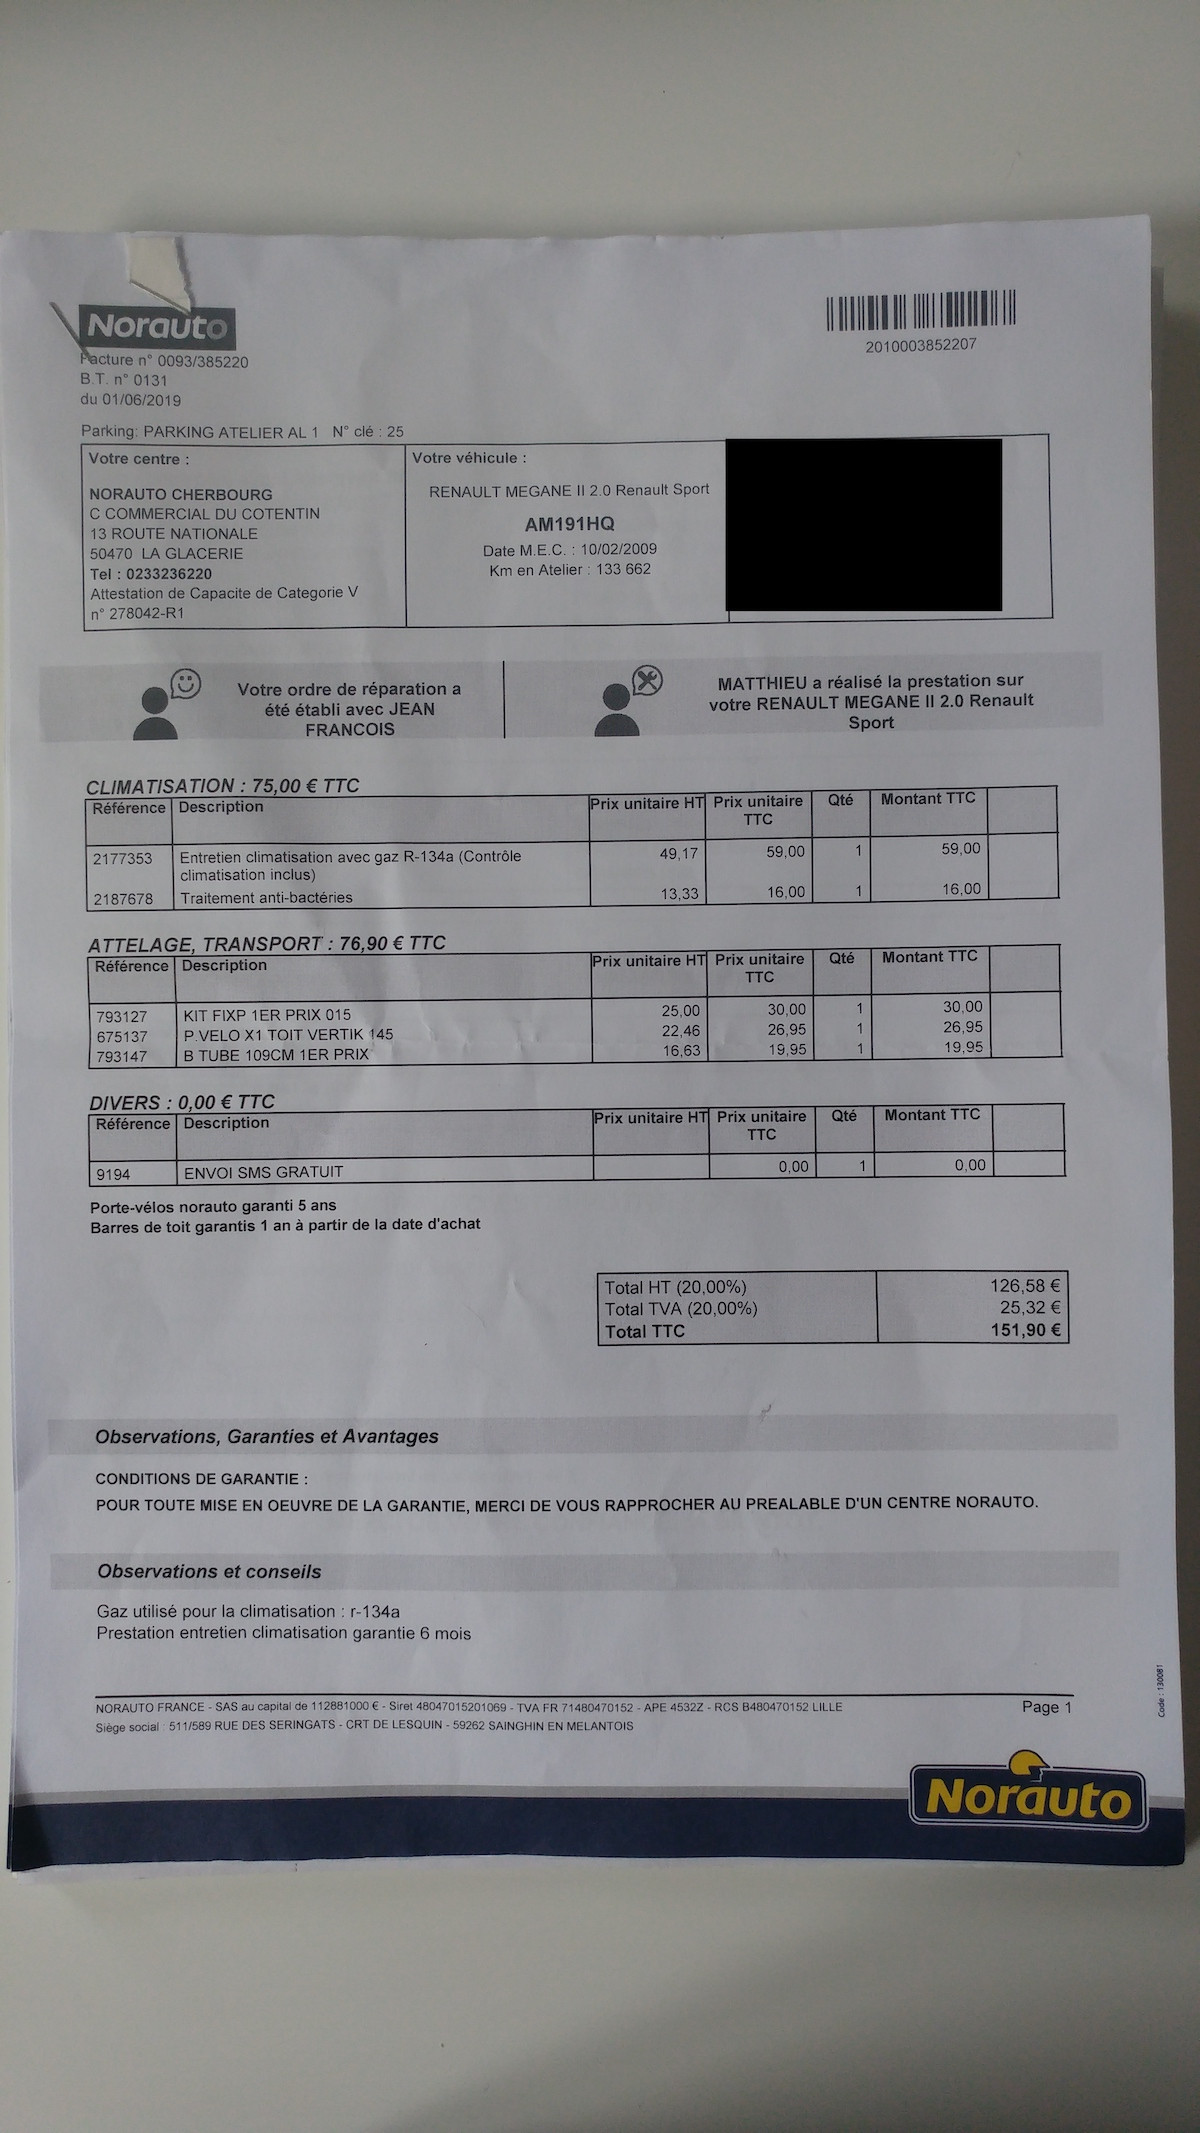 Norauto
Facture n° 0093/385220
B.T. n° 0131
du 01/06/2019
2010003852207
Parking: PARKING ATELIER AL 1 N° clé : 25
Votre centre :
NORAUTO CHERBOURG
C COMMERCIAL DU COTENTIN
13 ROUTE NATIONALE
50470 LA GLACERIE
Tel : 0233236220
Attestation de Capacite de Categorie V
n° 278042-R1
Votre véhicule :
RENAULT MEGANE II 2.0 Renault Sport
AM191HQ
Date M.E.C. : 10/02/2009
Km en Atelier : 133 662
Votre ordre de réparation a
été établi avec JEAN
FRANCOIS
MATTHIEU a réalisé la prestation sur
votre RENAULT MEGANE II 2.0 Renault
Sport
CLIMATISATION : 75,00 € TTC
Référence Description Prix unitaire HT Prix unitaire TTC Qté Montant TTC
2177353 Entretien climatisation avec gaz R-134a (Contrôle 49,17 59,00 1 59,00
climatisation inclus)
2187678 Traitement anti-bactéries 13,33 16,00 1 16,00
ATTELAGE, TRANSPORT : 76,90 € TTC
Référence Description Prix unitaire HT Prix unitaire TTC Qté Montant TTC
793127 KIT FIXP 1ER PRIX 015 25,00 30,00 1 30,00
675137 P.VELO X1 TOIT VERTIK 145 22,46 26,95 1 26,95
793147 B TUBE 109CM 1ER PRIX 16,63 19,95 1 19,95
DIVERS : 0,00 € TTC
Référence Description Prix unitaire HT Prix unitaire TTC Qté Montant TTC
9194 ENVOI SMS GRATUIT 0,00 1 0,00
Porte-vélos norauto garanti 5 ans
Barres de toit garantis 1 an à partir de la date d'achat
Total HT (20,00%) 126,58 €
Total TVA (20,00%) 25,32 €
Total TTC 151,90 €
Observations, Garanties et Avantages
CONDITIONS DE GARANTIE :
POUR TOUTE MISE EN OEUVRE DE LA GARANTIE, MERCI DE VOUS RAPPROCHER AU PREALABLE D'UN CENTRE NORAUTO.
Observations et conseils
Gaz utilisé pour la climatisation : r-134a
Prestation entretien climatisation garantie 6 mois
NORAUTO FRANCE - SAS au capital de 112881000 € - Siret 48047015201069 - TVA FR 71480470152 - APE 4532Z - RCS B480470152 LILLE
Siège social : 511/589 RUE DES SERINGATS - CRT DE LESQUIN - 59262 SAINGHIN EN MELANTOIS
Page 1
Code : 130081
Norauto